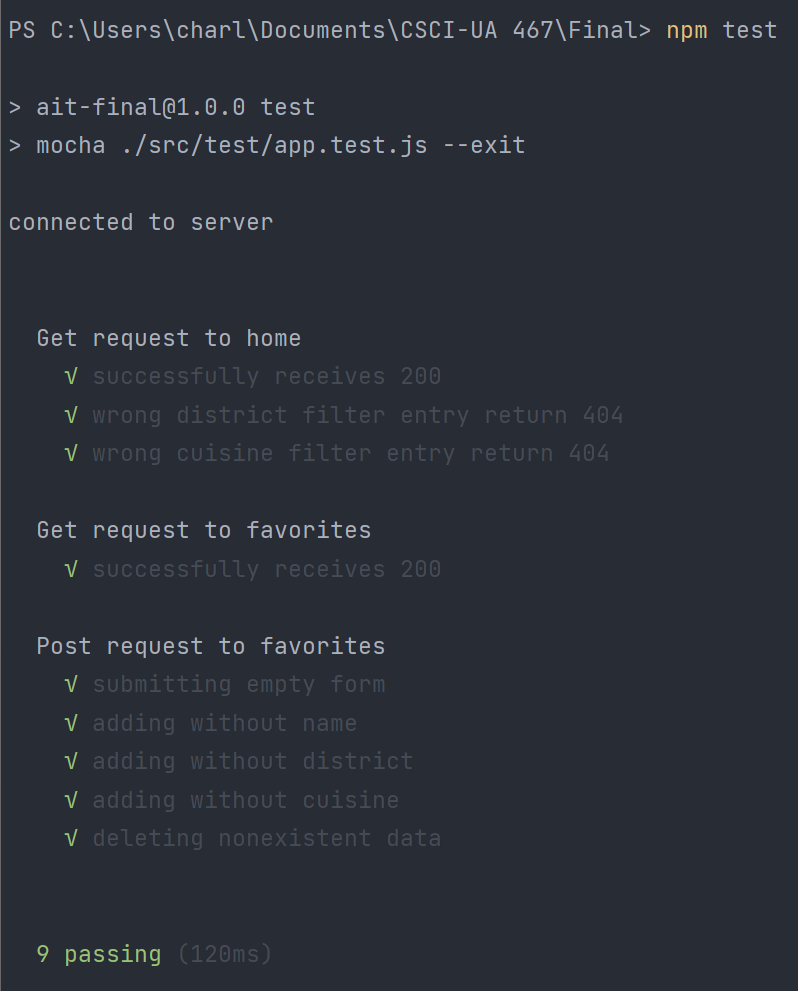 PS C:\Users\charl\Documents\CSCI-UA 467\Final> npm test
> ait-final@1.0.0 test
> mocha ./src/test/app.test.js --exit
connected to server
Get request to home
√ successfully receives 200
√ wrong district filter entry return 404
√ wrong cuisine filter entry return 404
Get request to favorites
√ successfully receives 200
Post request to favorites
√ submitting empty form
√ adding without name
√ adding without district
√ adding without cuisine
√ deleting nonexistent data
9 passing (120ms)